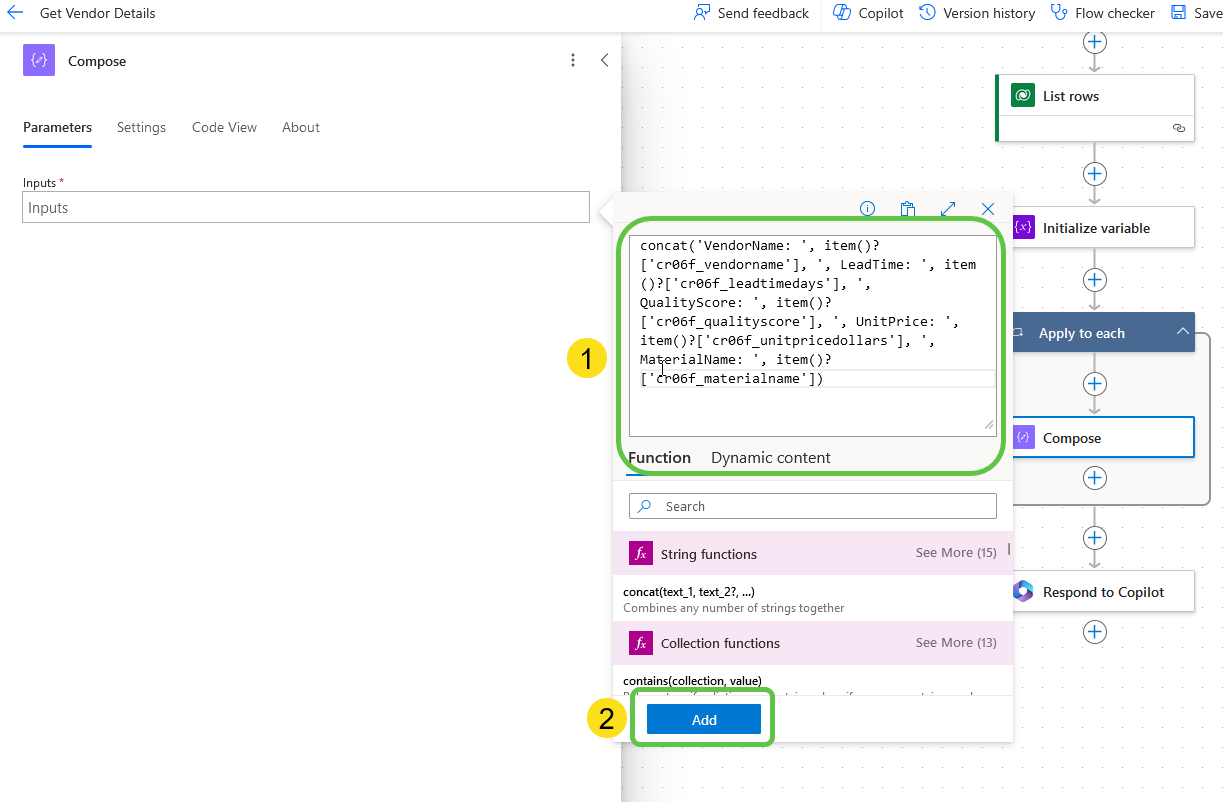 Get Vendor Details
Send feedback
Copilot
Version history
Flow checker
Save
Compose
Parameters
Settings
Code View
About
Inputs *
Inputs
concat('VendorName: ', item()?
['cr06f_vendorname'], ', LeadTime: ', item
()?['cr06f_leadtimedays'], ',
QualityScore: ', item()?
['cr06f_qualityscore'], ', UnitPrice: ',
item()?['cr06f_unitpricedollars'], ',
MaterialName: ', item()?
['cr06f_materialname'])
1
Function
Dynamic content
Search
fx String functions
See More (15)
concat(text_1, text_2?, ...)
Combines any number of strings together
fx Collection functions
See More (13)
contains(collection, value)
2
Add
List rows
{x} Initialize variable
Apply to each
Compose
Respond to Copilot